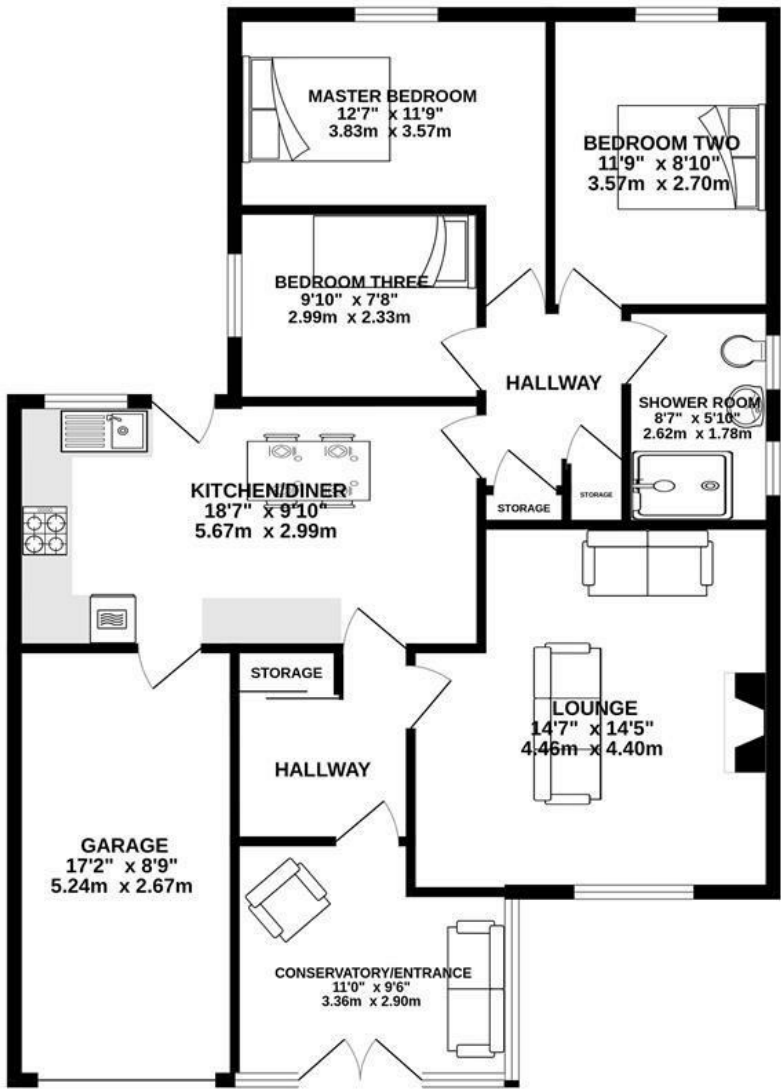 MASTER BEDROOM
12'7" x 11'9"
3.83m x 3.57m
BEDROOM TWO
11'9" x 8'10"
3.57m x 2.70m
BEDROOM THREE
9'10" x 7'8"
2.99m x 2.33m
HALLWAY
SHOWER ROOM
8'7" x 5'10"
2.62m x 1.78m
KITCHEN/DINER
18'7" x 9'10"
5.67m x 2.99m
STORAGE
STORAGE
STORAGE
LOUNGE
14'7" x 14'5"
4.46m x 4.40m
HALLWAY
GARAGE
17'2" x 8'9"
5.24m x 2.67m
CONSERVATORY/ENTRANCE
11'0" x 9'6"
3.36m x 2.90m